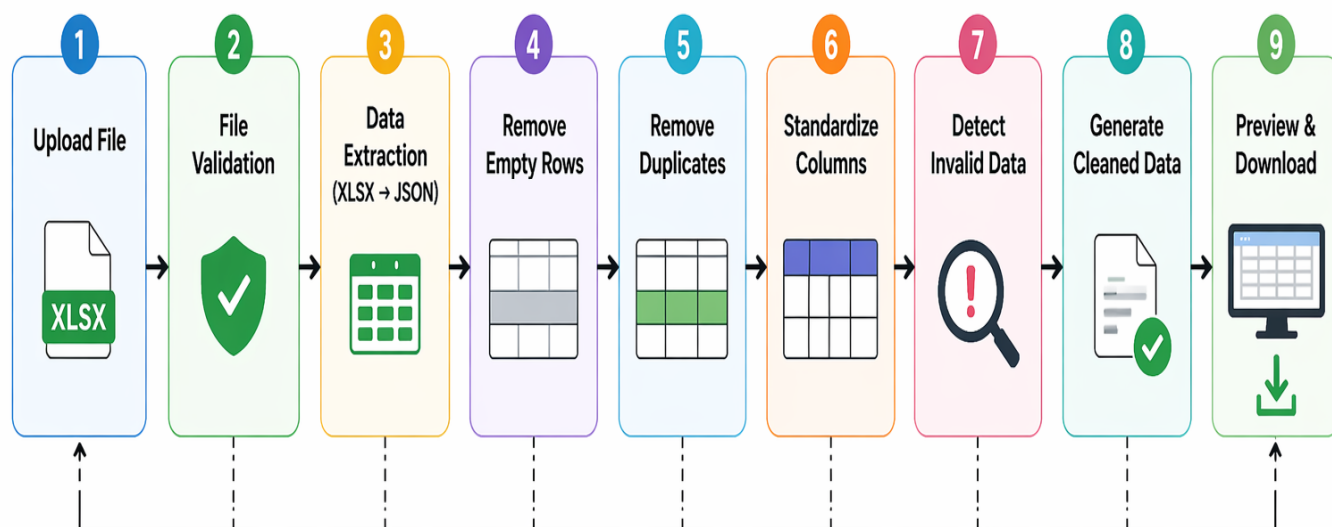 1
Upload File
XLSX
2
File
Validation
3
Data
Extraction
(XLSX → JSON)
4
Remove
Empty Rows
5
Remove
Duplicates
6
Standardize
Columns
7
Detect
Invalid Data
!
8
Generate
Cleaned Data
9
Preview &
Download